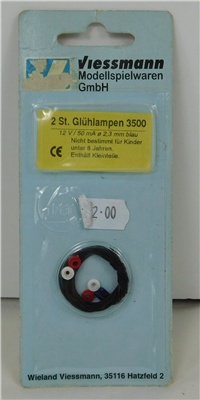 Viessmann
Modellspielwaren
GmbH
2 St. Glühlampen 3500
12 V / 50 mA ø 2,3 mm blau
Nicht bestimmt für Kinder
unter 8 Jahren.
Enthält Kleinteile.
CE
2.00
Wieland Viessmann, 35116 Hatzfeld 2